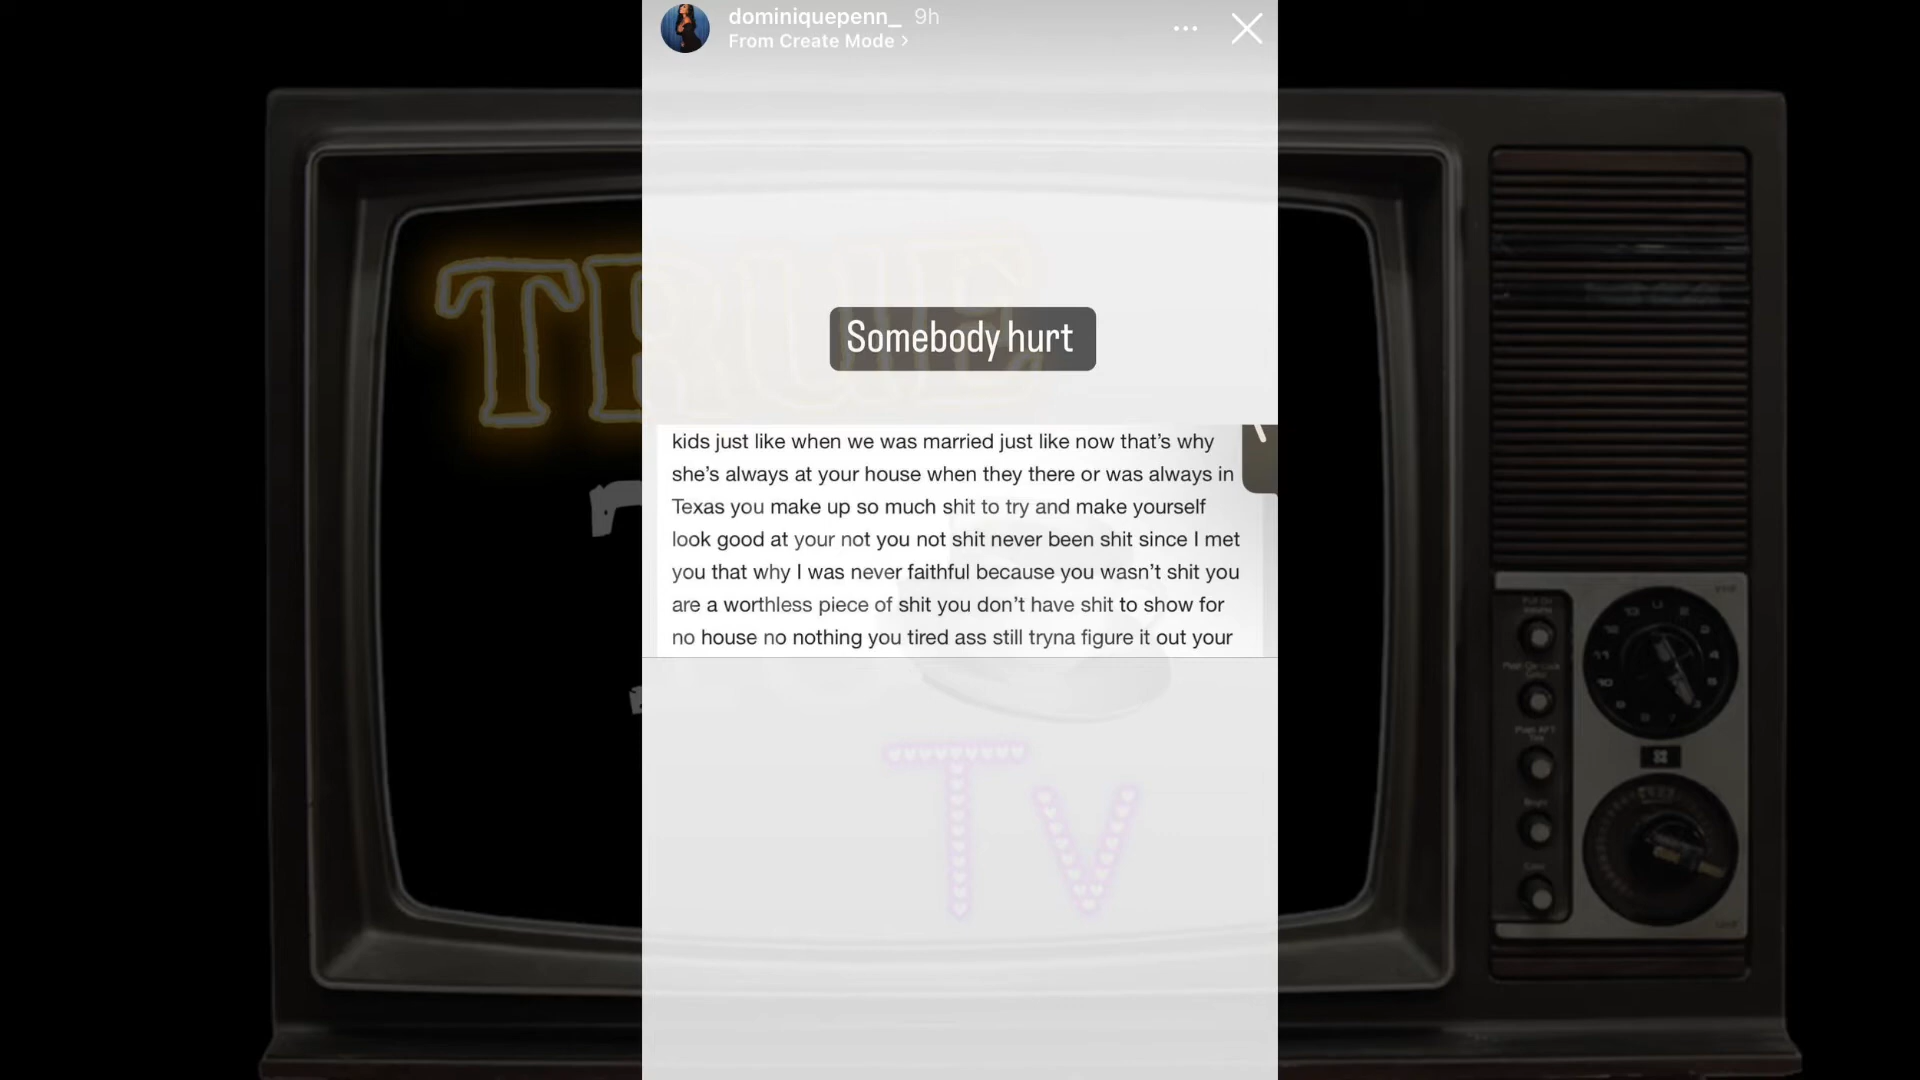 dominiquepenn_ 9h
From Create Mode >
TRUE
Somebody hurt
kids just like when we was married just like now that's why
she's always at your house when they there or was always in
Texas you make up so much shit to try and make yourself
look good at your not you not shit never been shit since I met
you that why I was never faithful because you wasn't shit you
are a worthless piece of shit you don't have shit to show for
no house no nothing you tired ass still tryna figure it out your
Tv